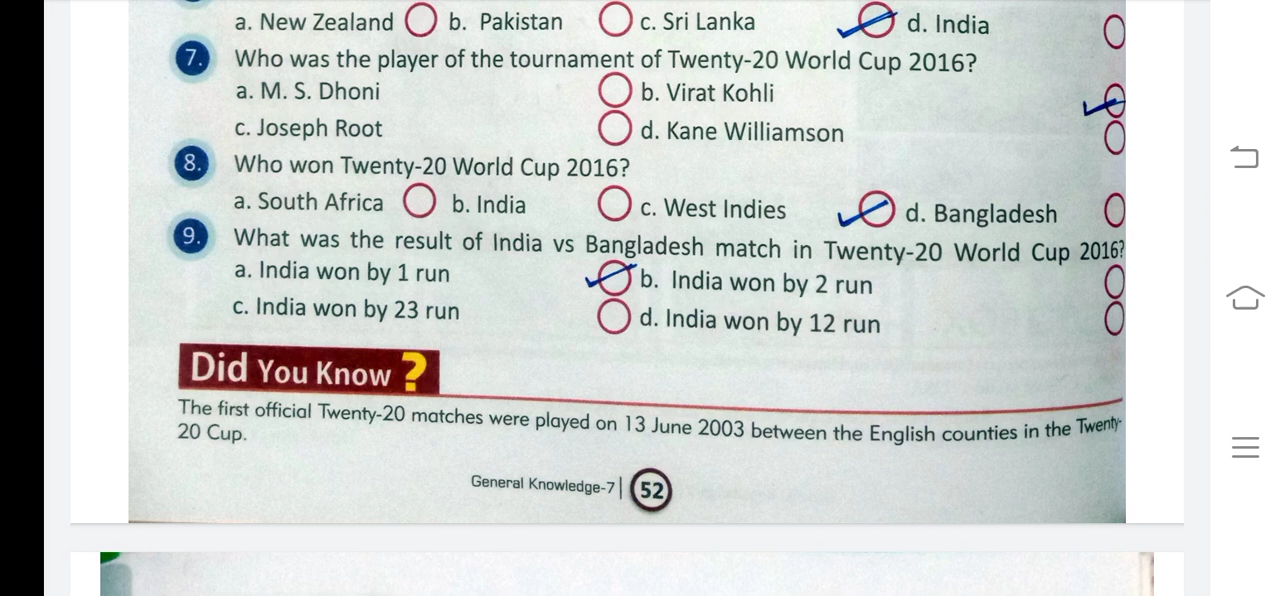 a. New Zealand b. Pakistan c. Sri Lanka d. India
7. Who was the player of the tournament of Twenty-20 World Cup 2016?
a. M. S. Dhoni b. Virat Kohli
c. Joseph Root d. Kane Williamson
8. Who won Twenty-20 World Cup 2016?
a. South Africa b. India c. West Indies d. Bangladesh
9. What was the result of India vs Bangladesh match in Twenty-20 World Cup 2016?
a. India won by 1 run b. India won by 2 run
c. India won by 23 run d. India won by 12 run
Did You Know ?
The first official Twenty-20 matches were played on 13 June 2003 between the English counties in the Twenty-
20 Cup.
General Knowledge-7 | 52